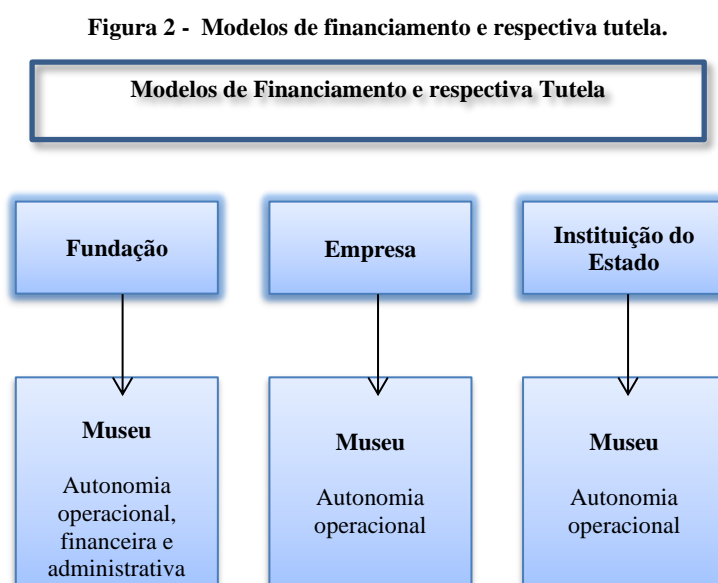 Figura 2 - Modelos de financiamento e respectiva tutela.
Modelos de Financiamento e respectiva Tutela
Fundação
Empresa
Instituição do
Estado
Museu
Autonomia
operacional,
financeira e
administrativa
Museu
Autonomia
operacional
Museu
Autonomia
operacional